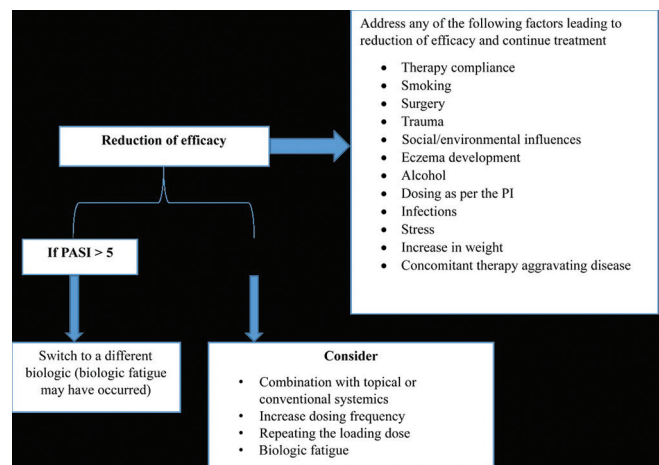 Address any of the following factors leading to
reduction of efficacy and continue treatment
• Therapy compliance
• Smoking
• Surgery
• Trauma
• Social/environmental influences
• Eczema development
• Alcohol
• Dosing as per the PI
• Infections
• Stress
• Increase in weight
• Concomitant therapy aggravating disease
Reduction of efficacy
If PASI > 5
Switch to a different
biologic (biologic fatigue
may have occurred)
Consider
• Combination with topical or
conventional systemics
• Increase dosing frequency
• Repeating the loading dose
• Biologic fatigue